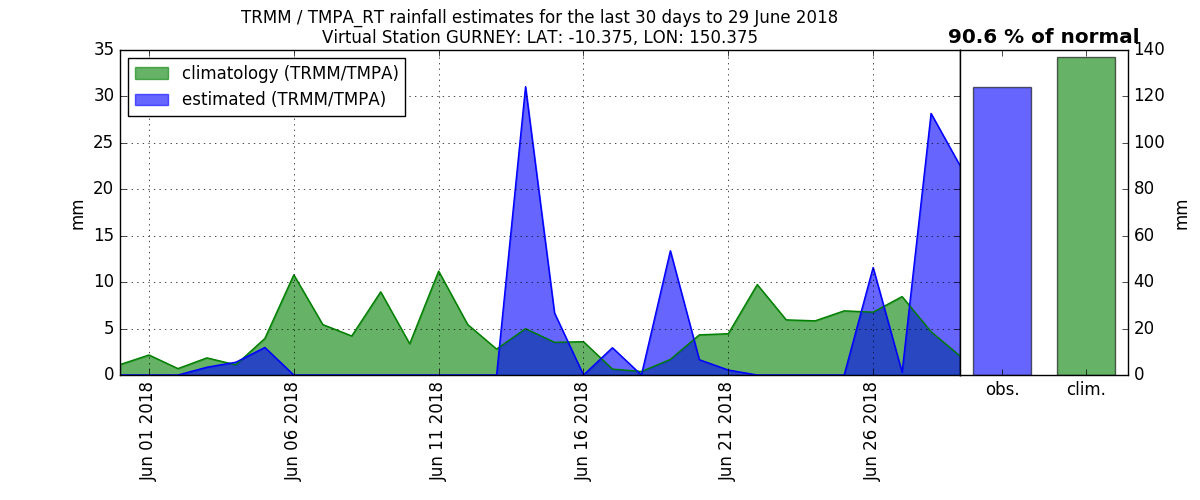 TRMM / TMPA_RT rainfall estimates for the last 30 days to 29 June 2018
Virtual Station GURNEY: LAT: -10.375, LON: 150.375
90.6 % of normal
climatology (TRMM/TMPA)
estimated (TRMM/TMPA)
35
30
25
20
15
10
5
0
mm
Jun 01 2018
Jun 06 2018
Jun 11 2018
Jun 16 2018
Jun 21 2018
Jun 26 2018
obs.
clim.
140
120
100
80
60
40
20
0
mm